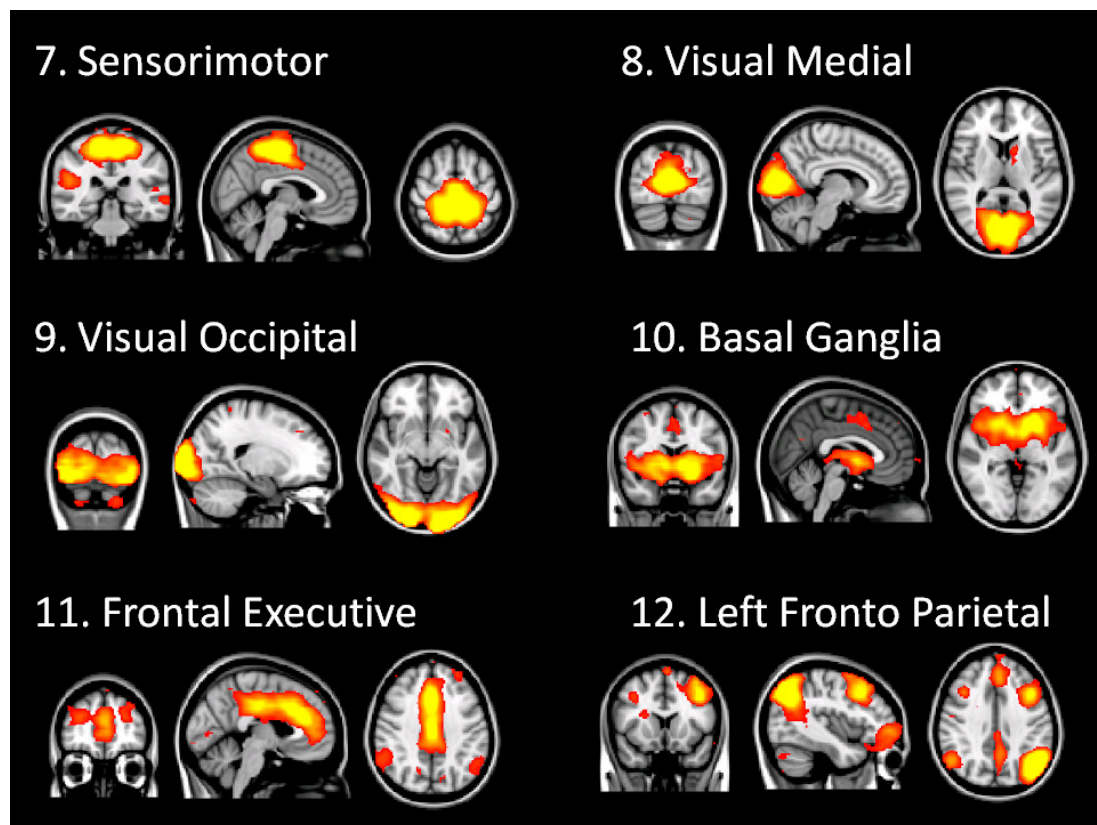 7. Sensorimotor
8. Visual Medial
9. Visual Occipital
10. Basal Ganglia
11. Frontal Executive
12. Left Fronto Parietal